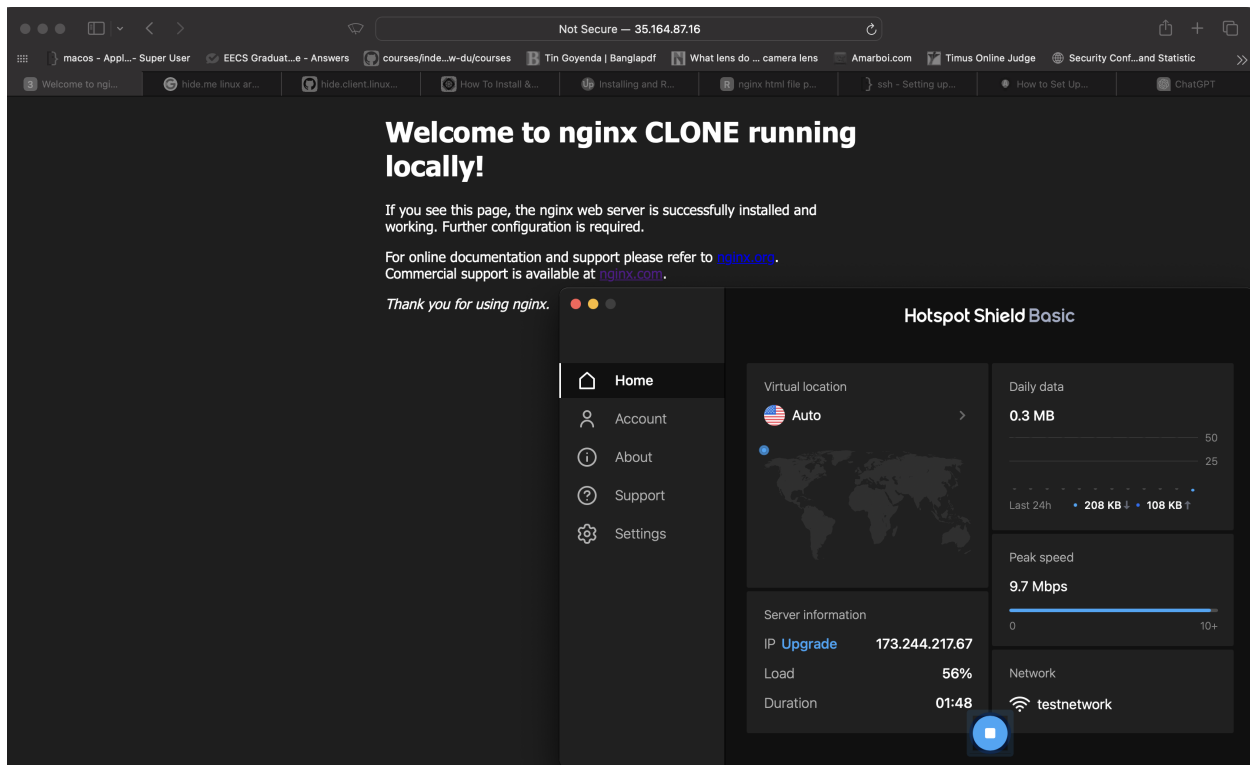 Not Secure — 35.164.87.16
macos - Appl...- Super User
EECS Graduat...e - Answers
courses/inde...w-du/courses
Tin Goyenda | Banglapdf
What lens do ... camera lens
Amarboi.com
Timus Online Judge
Security Conf...and Statistic
3 Welcome to ngi...
hide.me linux ar...
hide.client.linux...
How To Install &...
Up Installing and R...
R nginx html file p...
ssh - Setting up...
How to Set Up...
ChatGPT
Welcome to nginx CLONE running
locally!
If you see this page, the nginx web server is successfully installed and
working. Further configuration is required.
For online documentation and support please refer to nginx.org.
Commercial support is available at nginx.com.
Thank you for using nginx.
Hotspot Shield Basic
Home
Account
About
Support
Settings
Virtual location
Auto
Daily data
0.3 MB
50
25
Last 24h • 208 KB ↓ • 108 KB ↑
Peak speed
9.7 Mbps
0 10+
Server information
IP Upgrade 173.244.217.67
Load 56%
Duration 01:48
Network
testnetwork